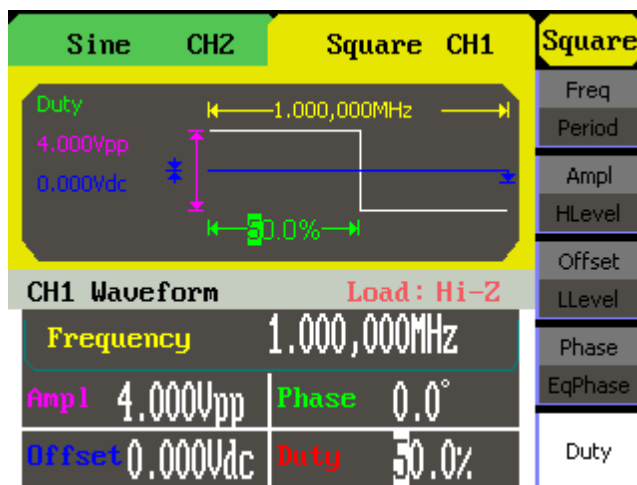 Sine CH2 Square CH1 Square
Duty 1.000,000MHz
4.000Vpp
0.000Vdc
50.0%
CH1 Waveform Load: Hi-Z
Frequency 1.000,000MHz
Ampl 4.000Vpp Phase 0.0°
Offset 0.000Vdc Duty 50.0%
Freq
Period
Ampl
HLevel
Offset
LLevel
Phase
EqPhase
Duty